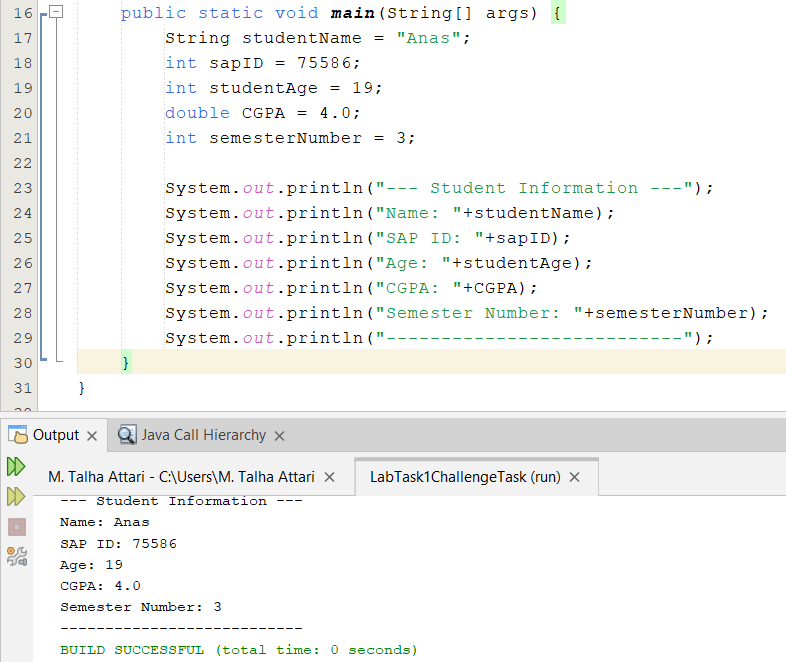 16 public static void main(String[] args) {
17 String studentName = "Anas";
18 int sapID = 75586;
19 int studentAge = 19;
20 double CGPA = 4.0;
21 int semesterNumber = 3;
22
23 System.out.println("--- Student Information ---");
24 System.out.println("Name: "+studentName);
25 System.out.println("SAP ID: "+sapID);
26 System.out.println("Age: "+studentAge);
27 System.out.println("CGPA: "+CGPA);
28 System.out.println("Semester Number: "+semesterNumber);
29 System.out.println("---------------------------");
30 }
31 }
Output Java Call Hierarchy
M. Talha Attari - C:\Users\M. Talha Attari LabTask1ChallengeTask (run)
--- Student Information ---
Name: Anas
SAP ID: 75586
Age: 19
CGPA: 4.0
Semester Number: 3
---------------------------
BUILD SUCCESSFUL (total time: 0 seconds)